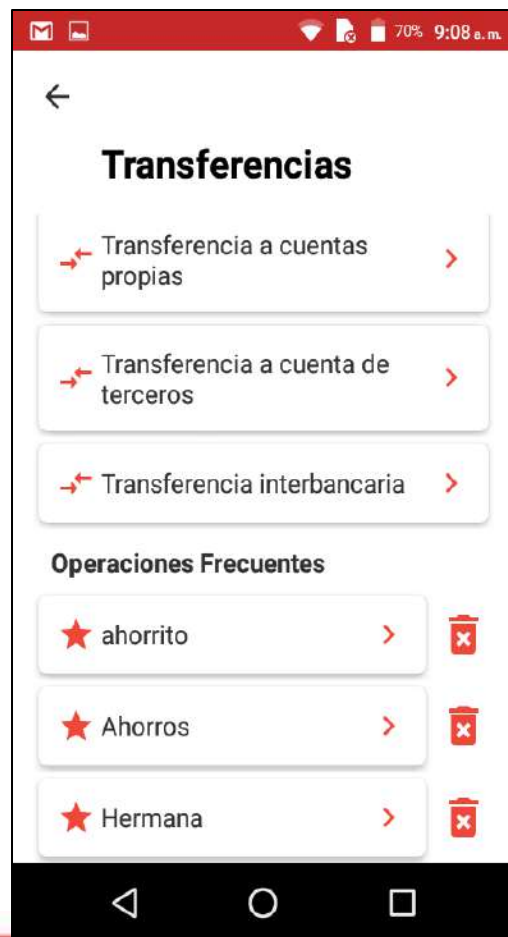 70% 9:08 a.m.
Transferencias
Transferencia a cuentas
propias
Transferencia a cuenta de
terceros
Transferencia interbancaria
Operaciones Frecuentes
ahorrito
Ahorros
Hermana